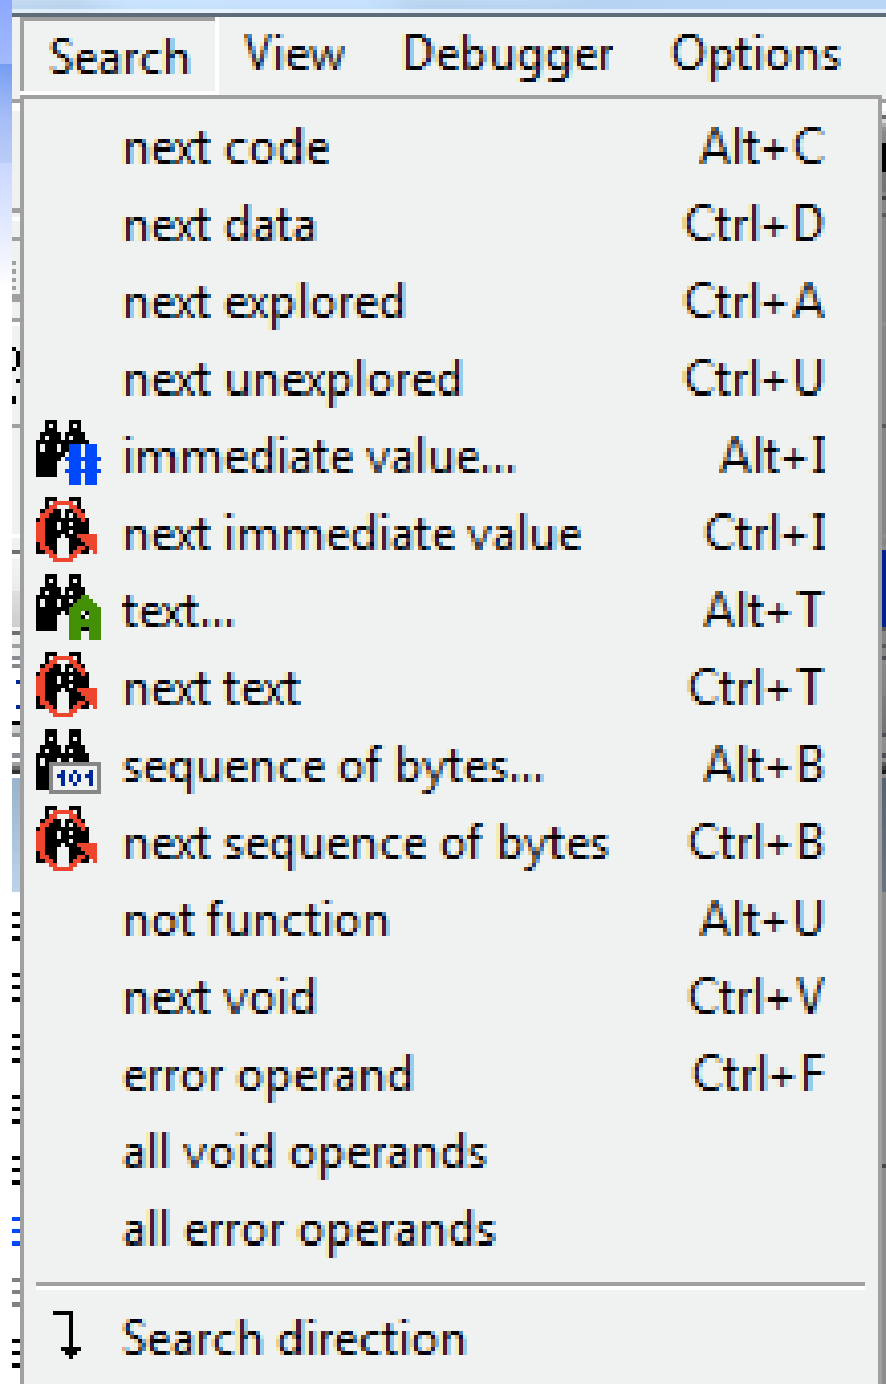 Search View Debugger Options
next code Alt+C
next data Ctrl+D
next explored Ctrl+A
next unexplored Ctrl+U
immediate value... Alt+I
next immediate value Ctrl+I
text... Alt+T
next text Ctrl+T
101 sequence of bytes... Alt+B
next sequence of bytes Ctrl+B
not function Alt+U
next void Ctrl+V
error operand Ctrl+F
all void operands
all error operands
Search direction